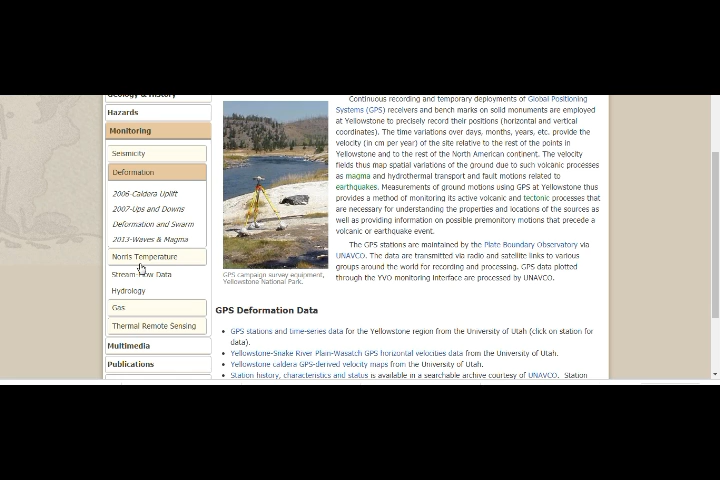 Geology & History
Hazards
Monitoring
Seismicity
Deformation
2006-Caldera Uplift
2007-Ups and Downs
Deformation and Swarm
2013-Waves & Magma
Norris Temperature
Stream Flow Data
Hydrology
Gas
Thermal Remote Sensing
Multimedia
Publications
GPS campaign survey equipment,
Yellowstone National Park.
Continuous recording and temporary deployments of Global Positioning
Systems (GPS) receivers and bench marks on solid monuments are employed
at Yellowstone to precisely record their positions (horizontal and vertical
coordinates). The time variations over days, months, years, etc. provide the
velocity (in cm per year) of the site relative to the rest of the points in
Yellowstone and to the rest of the North American continent. The velocity
fields thus map spatial variations of the ground due to such volcanic processes
as magma and hydrothermal transport and fault motions related to
earthquakes. Measurements of ground motions using GPS at Yellowstone thus
provides a method of monitoring its active volcanic and tectonic processes that
are necessary for understanding the properties and locations of the sources as
well as providing information on possible premonitory motions that precede a
volcanic or earthquake event.
The GPS stations are maintained by the Plate Boundary Observatory via
UNAVCO. The data are transmitted via radio and satellite links to various
groups around the world for recording and processing. GPS data plotted
through the YVO monitoring interface are processed by UNAVCO.
GPS Deformation Data
• GPS stations and time-series data for the Yellowstone region from the University of Utah (click on station for
data).
• Yellowstone-Snake River Plain-Wasatch GPS horizontal velocities data from the University of Utah.
• Yellowstone caldera GPS-derived velocity maps from the University of Utah.
• Station history, characteristics and status is available in a searchable archive courtesy of UNAVCO. Station